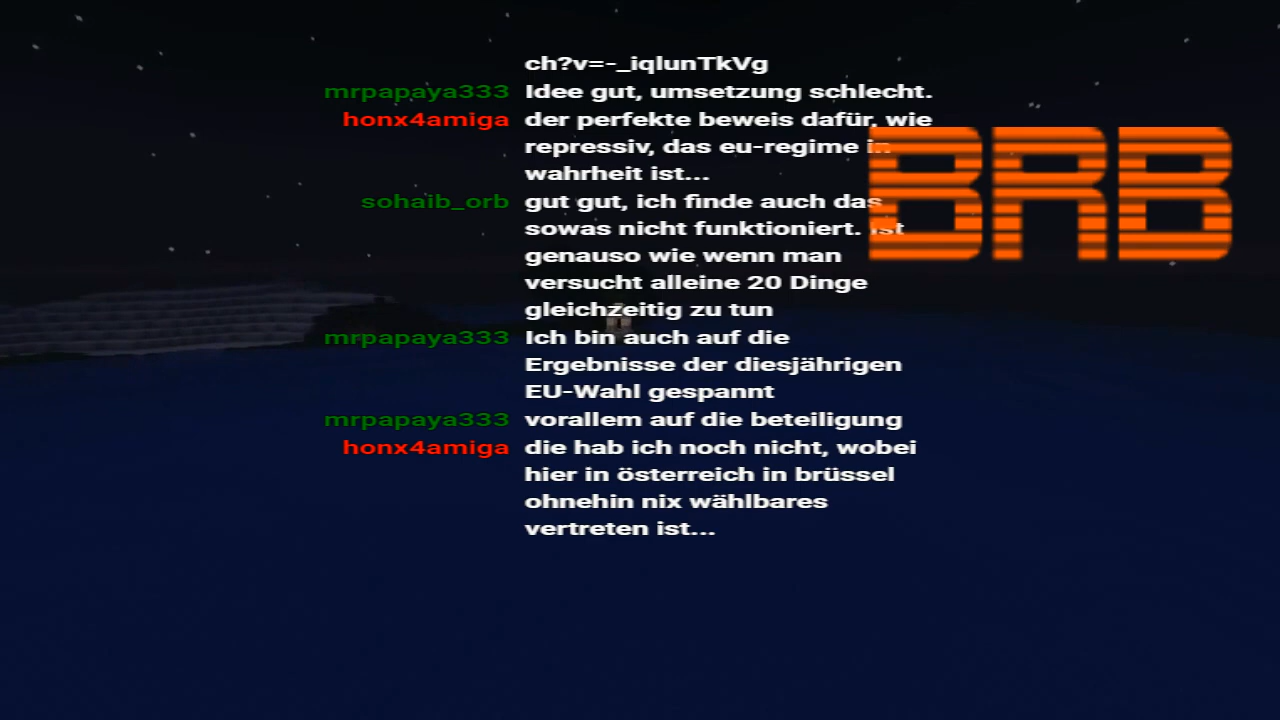 ch?v=-_iqlunTkVg
mrpapaya333 Idee gut, umsetzung schlecht.
honx4amiga der perfekte beweis dafür, wie
repressiv, das eu-regime in
wahrheit ist...
BRB
sohaib_orb gut gut, ich finde auch das
sowas nicht funktioniert. Ist
genauso wie wenn man
versucht alleine 20 Dinge
gleichzeitig zu tun
mrpapaya333 Ich bin auch auf die
Ergebnisse der diesjährigen
EU-Wahl gespannt
mrpapaya333 vorallem auf die beteiligung
honx4amiga die hab ich noch nicht, wobei
hier in österreich in brüssel
ohnehin nix wählbares
vertreten ist...